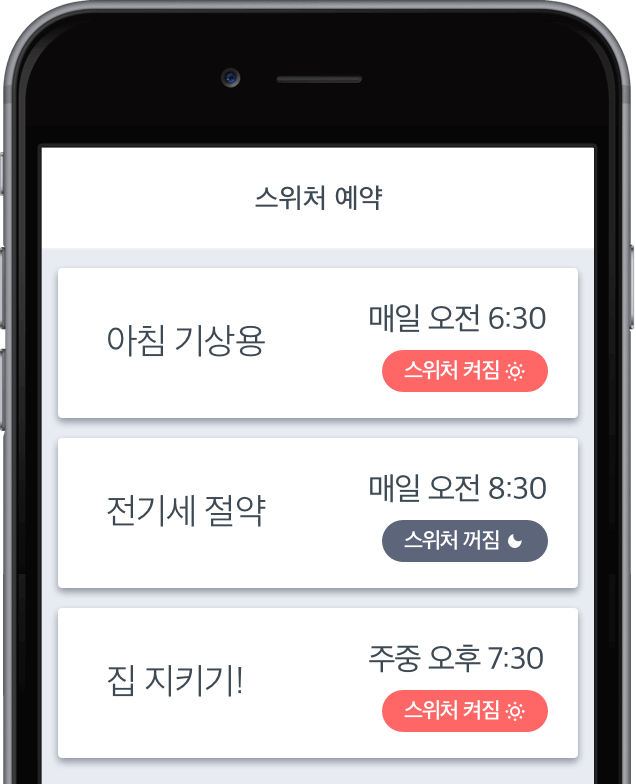 스위처 예약
아침 기상용
매일 오전 6:30
스위처 켜짐
전기세 절약
매일 오전 8:30
스위처 꺼짐
집 지키기!
주중 오후 7:30
스위처 켜짐